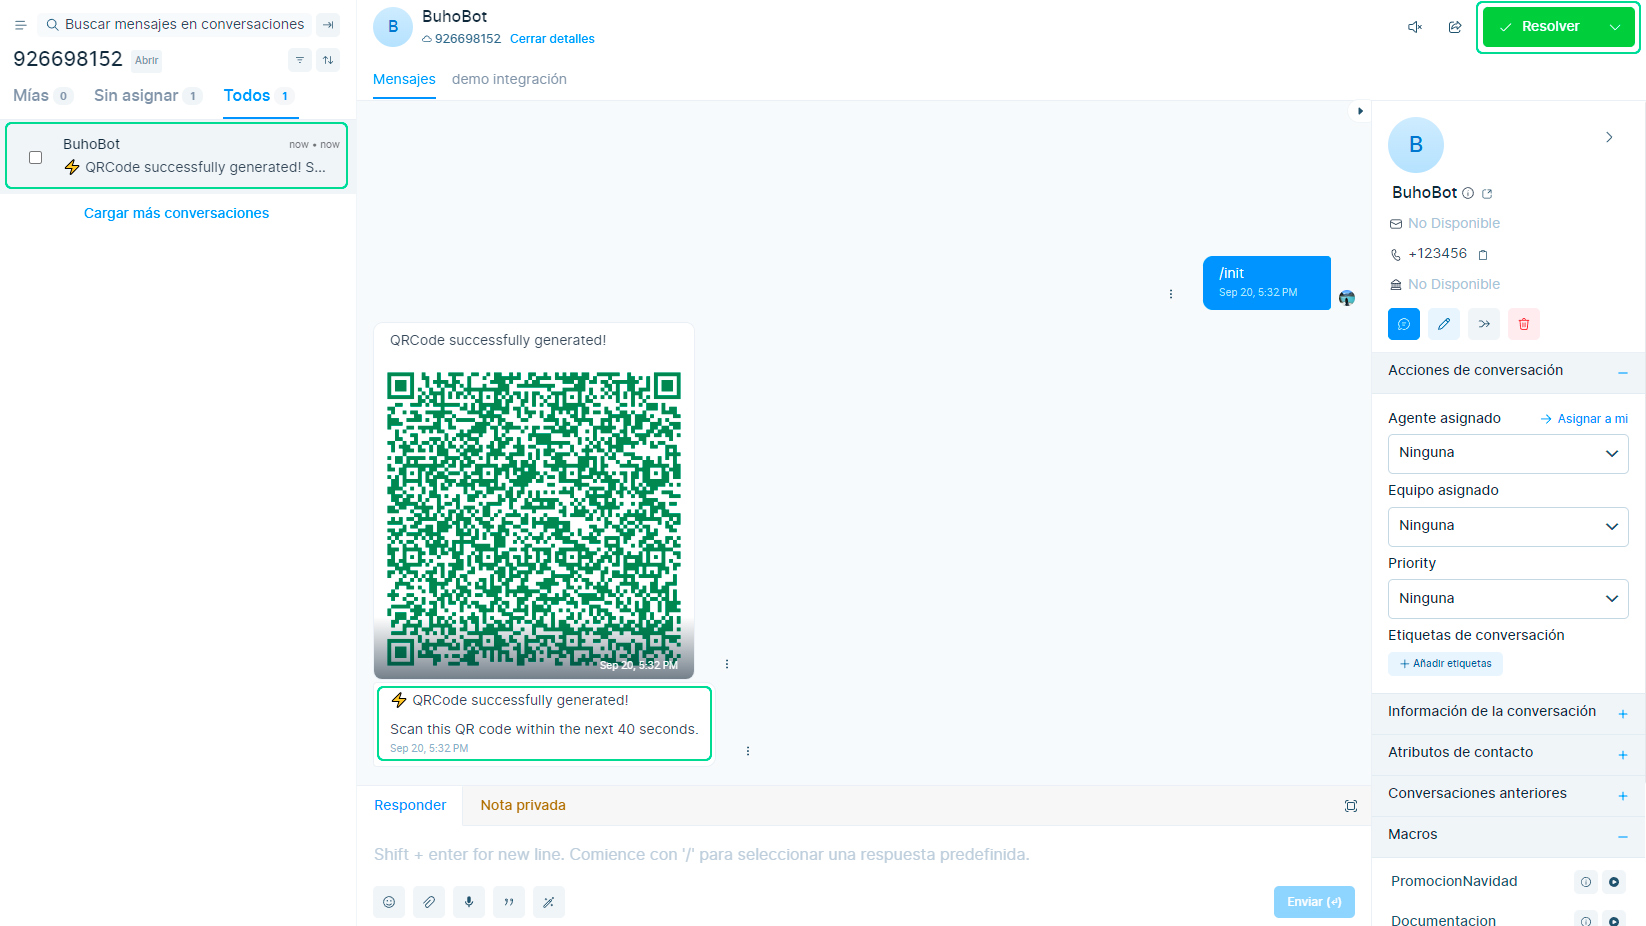 Buscar mensajes en conversaciones
926698152 Abrir
Mías 0 Sin asignar 1 Todos 1
BuhoBot now • now
⚡ QRCode successfully generated! S...
Cargar más conversaciones
B
BuhoBot
926698152 Cerrar detalles
Resolver
Mensajes demo integración
/init
Sep 20, 5:32 PM
QRCode successfully generated!
Sep 20, 5:32 PM
⚡ QRCode successfully generated!
Scan this QR code within the next 40 seconds.
Sep 20, 5:32 PM
Responder Nota privada
Shift + enter for new line. Comience con '/' para seleccionar una respuesta predefinida.
Enviar (↵)
B
BuhoBot
No Disponible
+123456
No Disponible
Acciones de conversación
Agente asignado → Asignar a mi
Ninguna
Equipo asignado
Ninguna
Priority
Ninguna
Etiquetas de conversación
+ Añadir etiquetas
Información de la conversación
Atributos de contacto
Conversaciones anteriores
Macros
PromocionNavidad
Documentacion